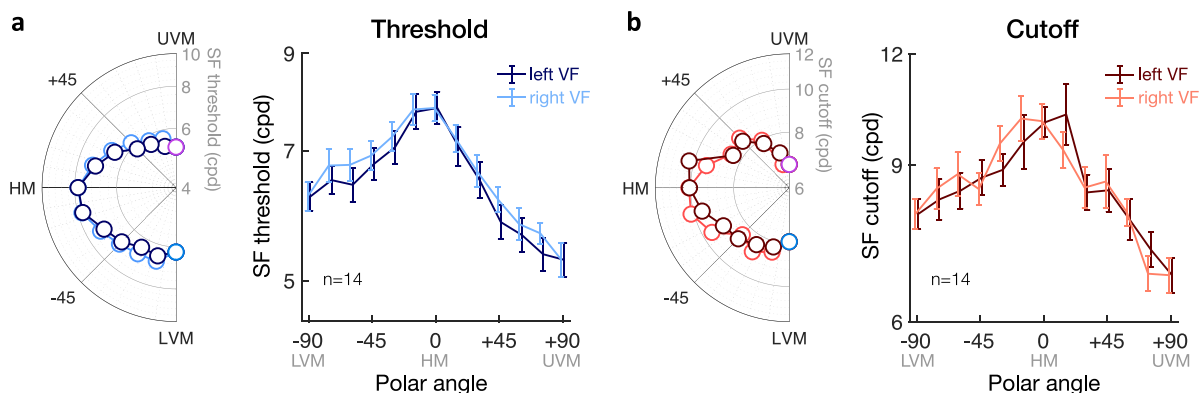 a
UVM
10
8
6
4
SF threshold (cpd)
+45
HM
-45
LVM
Threshold
9
7
5
SF threshold (cpd)
left VF
right VF
n=14
-90 -45 0 +45 +90
LVM HM UVM
Polar angle
b
UVM
12
10
8
6
SF cutoff (cpd)
+45
HM
-45
LVM
Cutoff
12
9
6
SF cutoff (cpd)
left VF
right VF
n=14
-90 -45 0 +45 +90
LVM HM UVM
Polar angle